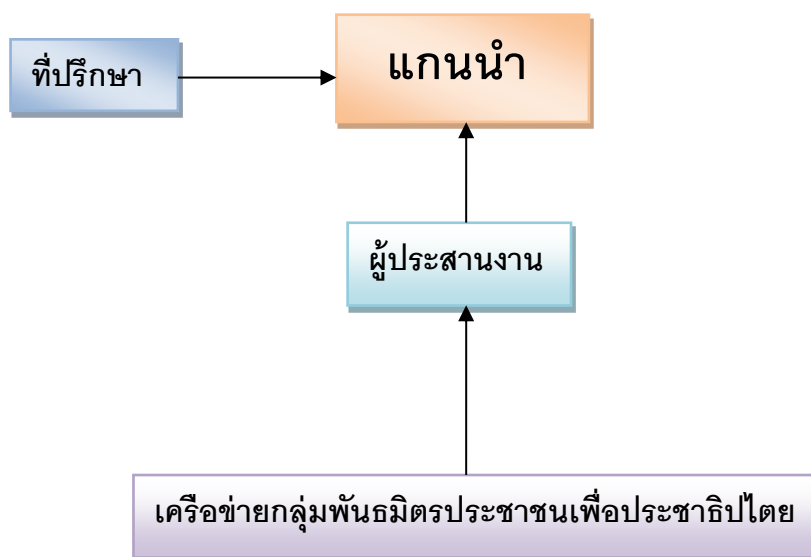 แกนนำ
ที่ปรึกษา
ผู้ประสานงาน
เครือข่ายกลุ่มพันธมิตรประชาชนเพื่อประชาธิปไตย